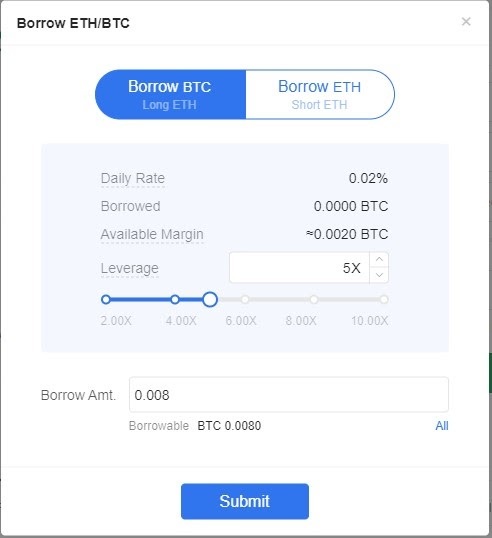 Borrow ETH/BTC ×
Borrow BTC Borrow ETH
Long ETH Short ETH
Daily Rate 0.02%
Borrowed 0.0000 BTC
Available Margin ≈0.0020 BTC
Leverage 5X
2.00X 4.00X 6.00X 8.00X 10.00X
Borrow Amt. 0.008
Borrowable BTC 0.0080 All
Submit